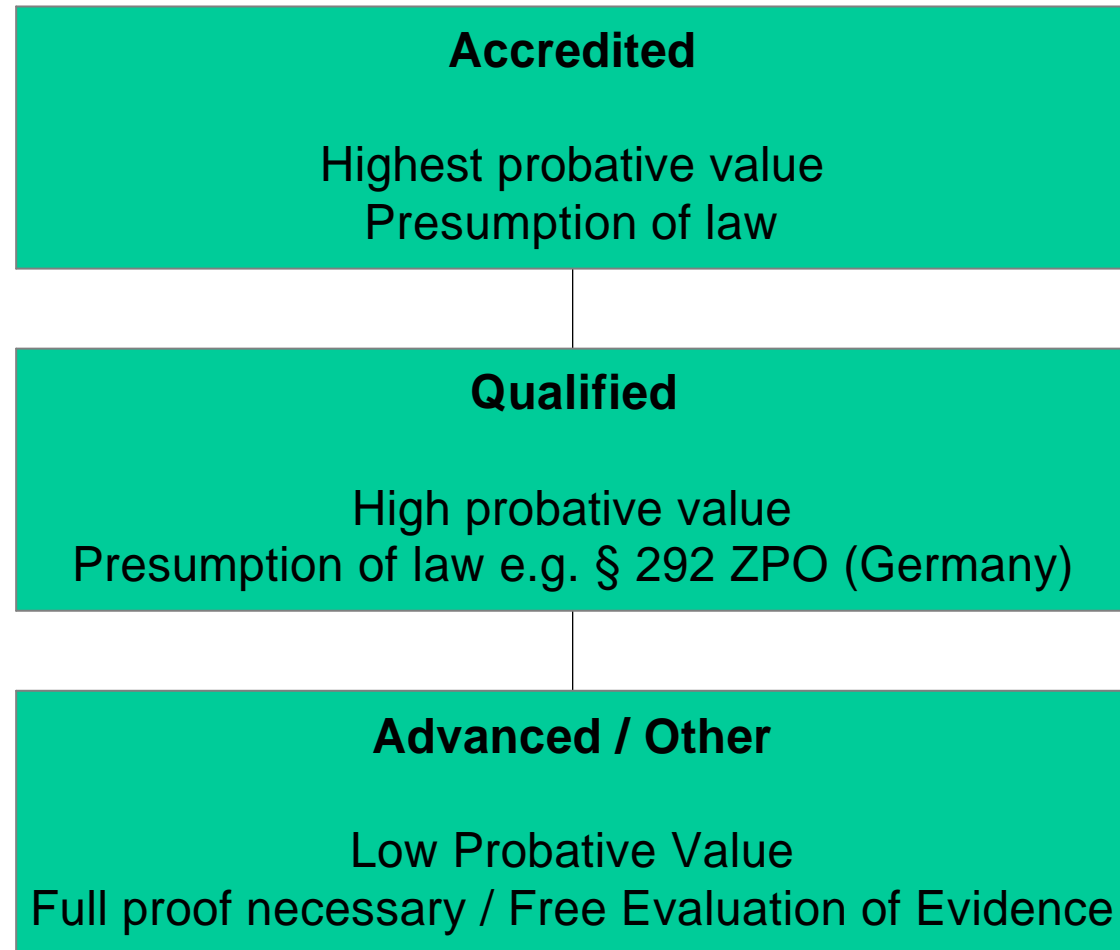 Accredited
Highest probative value
Presumption of law
Qualified
High probative value
Presumption of law e.g. § 292 ZPO (Germany)
Advanced / Other
Low Probative Value
Full proof necessary / Free Evaluation of Evidence